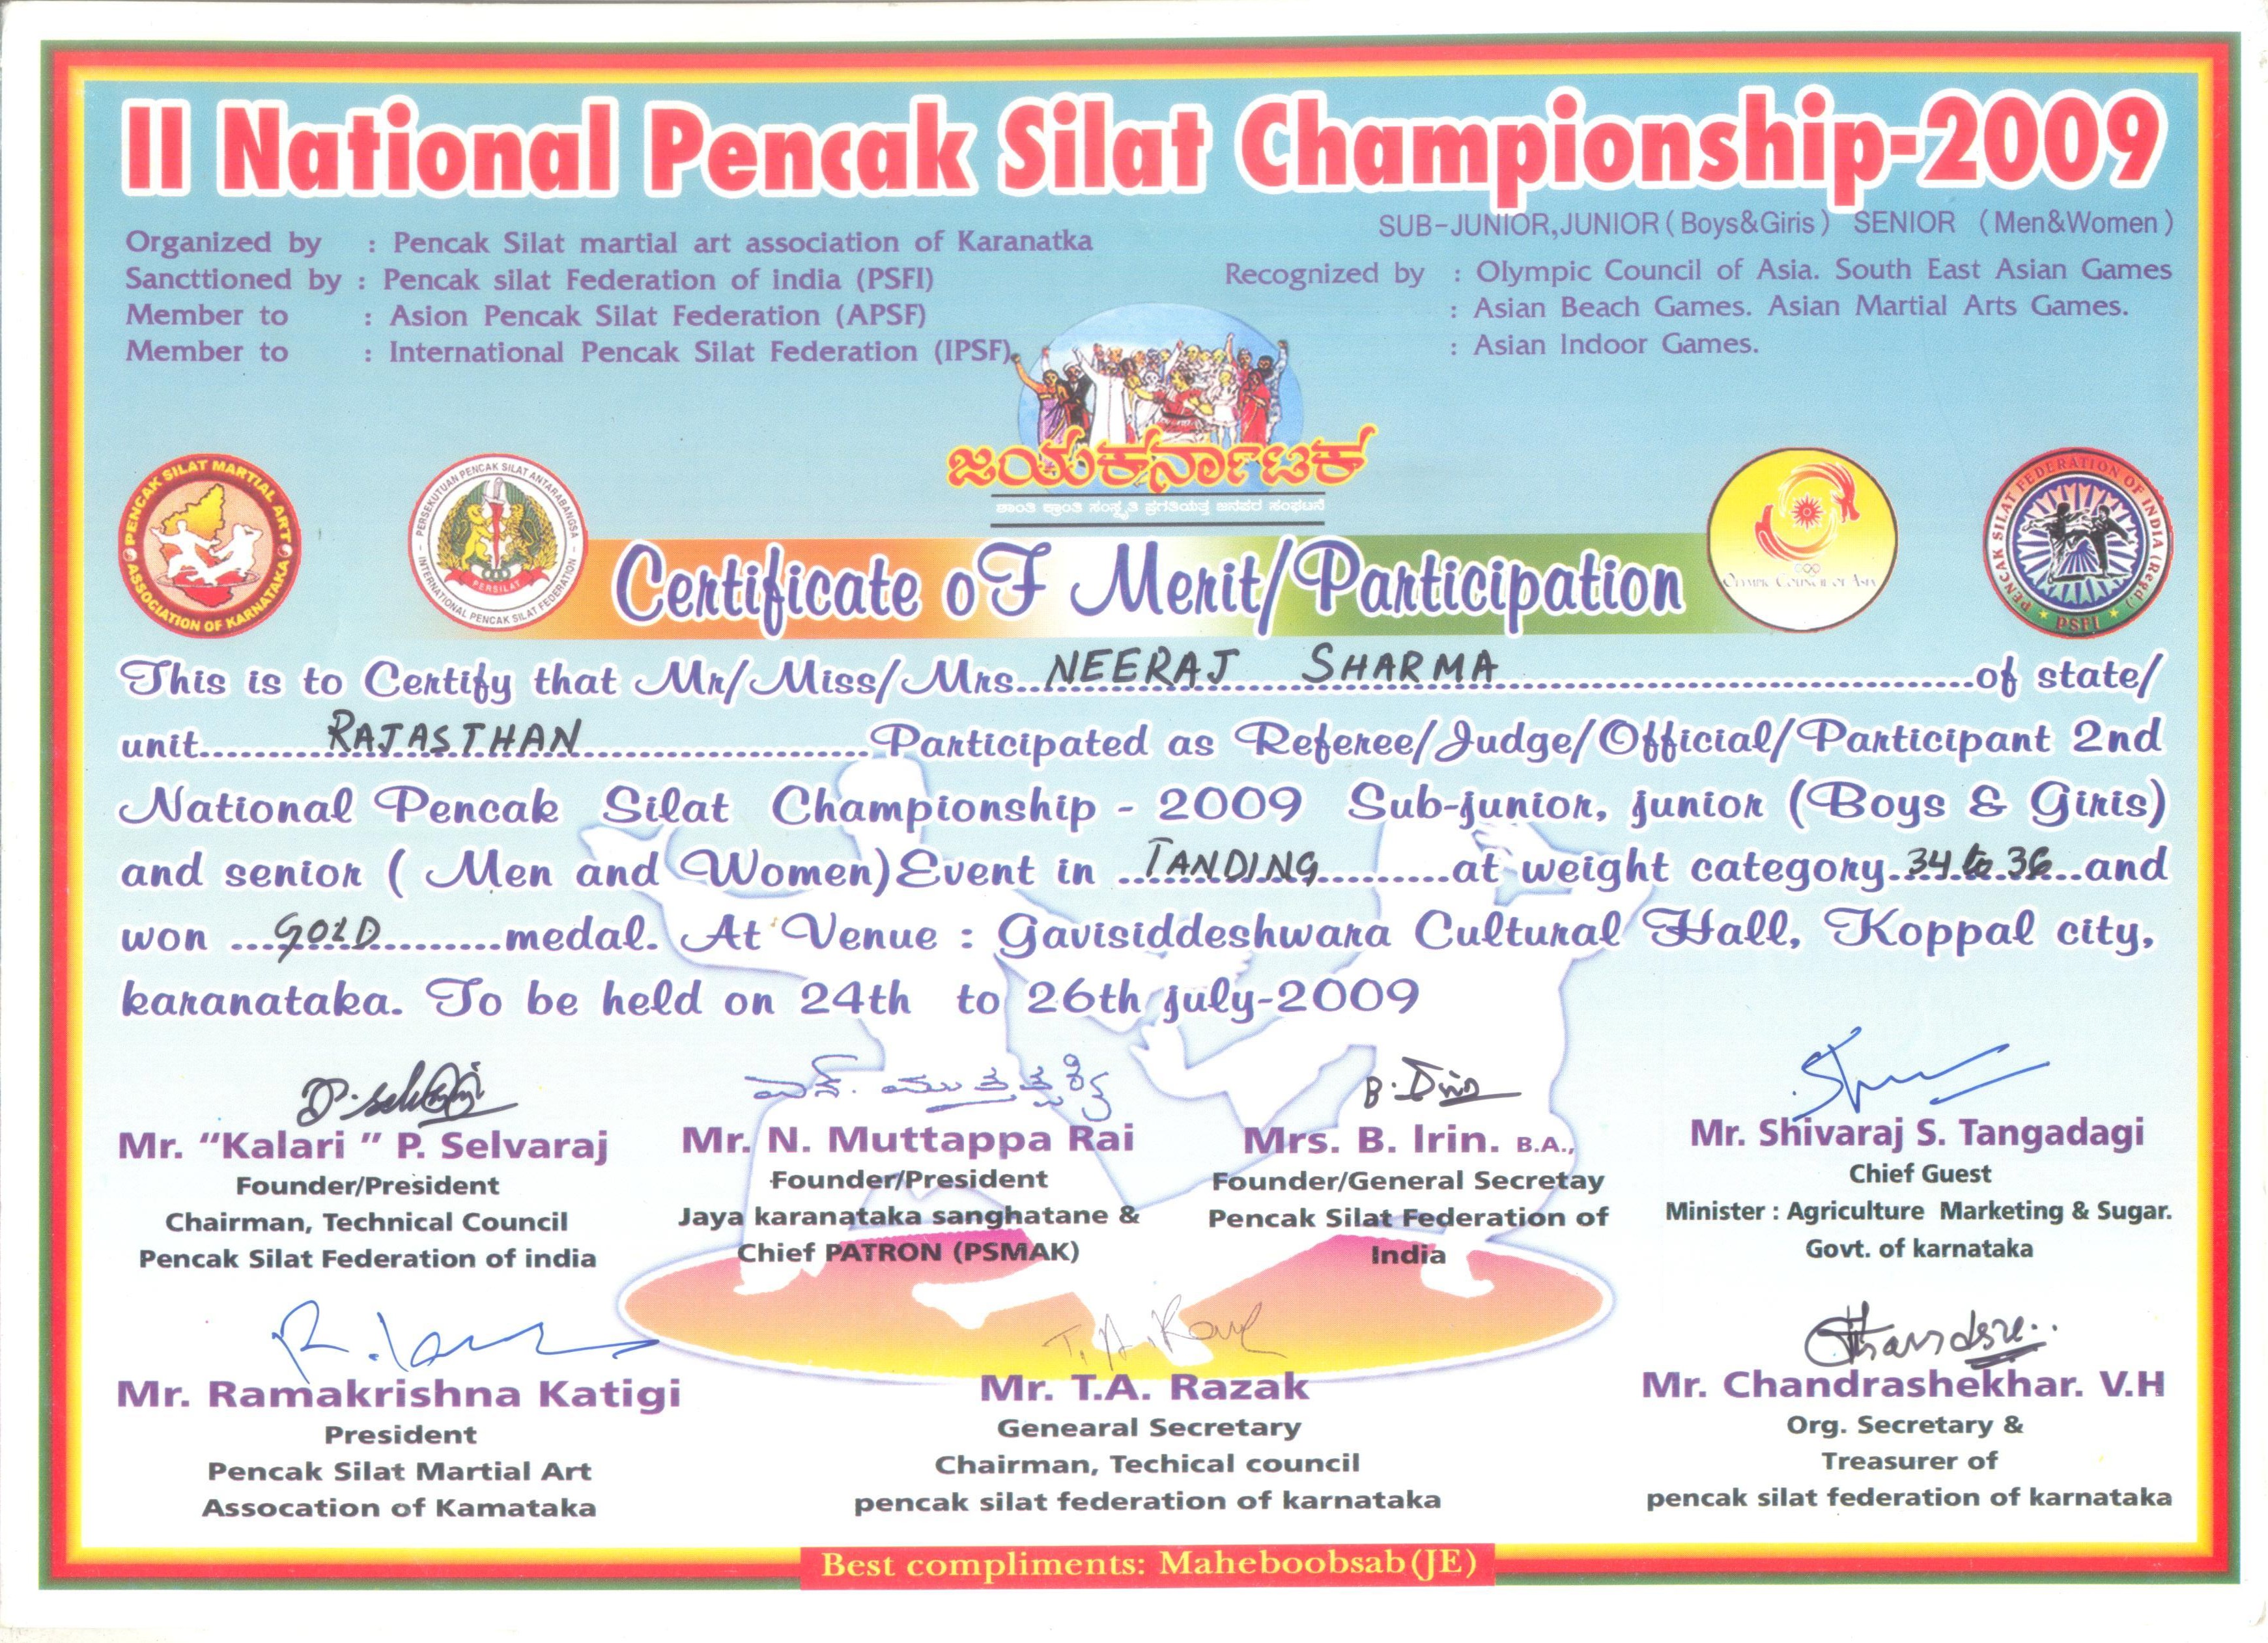 II National Pencak Silat Championship-2009
SUB-JUNIOR,JUNIOR (Boys&Giris) SENIOR (Men&Women)
Organized by : Pencak Silat martial art association of Karanatka
Sancttioned by : Pencak silat Federation of india (PSFI)
Member to : Asion Pencak Silat Federation (APSF)
Member to : International Pencak Silat Federation (IPSF)
Recognized by : Olympic Council of Asia. South East Asian Games
: Asian Beach Games. Asian Martial Arts Games.
: Asian Indoor Games.
ಜಯಕರ್ನಾಟಕ
ಶಾಂತಿ ಕ್ರಾಂತಿ ಸಂಸ್ಕೃತಿ ಪ್ರಗತಿಯತ್ತ ಜನಪರ ಸಂಘಟನೆ
PENCAK SILAT MARTIAL ART
ASSOCIATION OF KARNATAKA
PERSEKUTUAN PENCAK SILAT ANTARABANGSA
INTERNATIONAL PENCAK SILAT FEDERATION
PERSILAT
OLYMPIC COUNCIL OF ASIA
PENCAK SILAT FEDERATION OF INDIA (Regd.)
PSFI
Certificate oF Merit/Participation
This is to Certify that Mr/Miss/Mrs..NEERAJ SHARMA..of state/
unit..RAJASTHAN..Participated as Referee/Judge/Official/Participant 2nd
National Pencak Silat Championship - 2009 Sub-junior, junior (Boys & Giris)
and senior ( Men and Women)Event in ..TANDING..at weight category..34 to 36..and
won ..GOLD..medal. At Venue : Gavisiddeshwara Cultural Hall, Koppal city,
karanataka. To be held on 24th to 26th july-2009
Mr. “Kalari ” P. Selvaraj
Founder/President
Chairman, Technical Council
Pencak Silat Federation of india
Mr. N. Muttappa Rai
Founder/President
Jaya karanataka sanghatane &
Chief PATRON (PSMAK)
Mrs. B. Irin. B.A.,
Founder/General Secretay
Pencak Silat Federation of
India
Mr. Shivaraj S. Tangadagi
Chief Guest
Minister : Agriculture Marketing & Sugar.
Govt. of karnataka
Mr. Ramakrishna Katigi
President
Pencak Silat Martial Art
Assocation of Kamataka
T.A. Razak
Mr. T.A. Razak
Genearal Secretary
Chairman, Techical council
pencak silat federation of karnataka
Mr. Chandrashekhar. V.H
Org. Secretary &
Treasurer of
pencak silat federation of karnataka
Best compliments: Maheboobsab(JE)